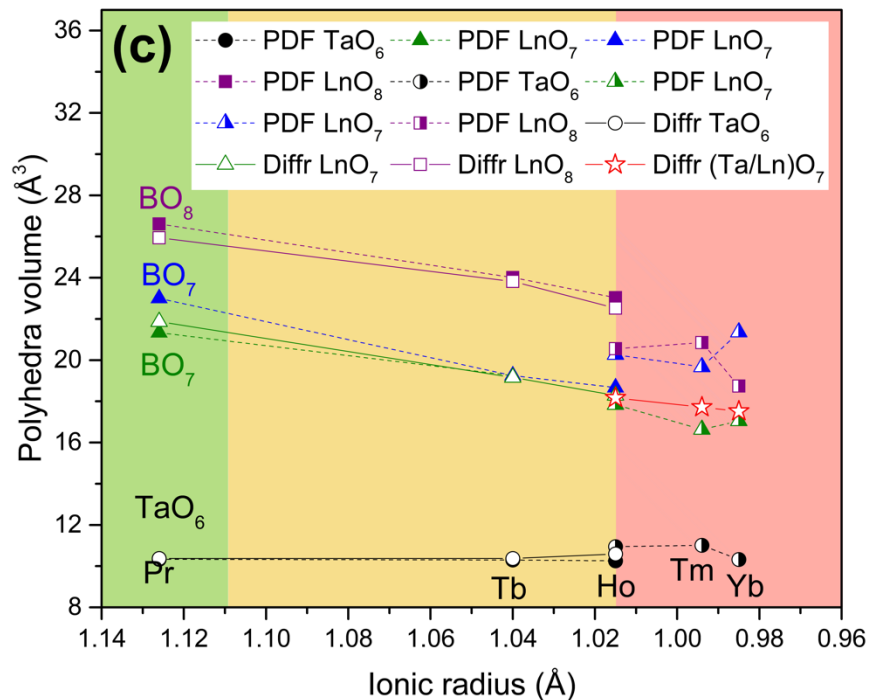 (c)
PDF TaO₆ PDF LnO₇ PDF LnO₇
PDF LnO₈ PDF TaO₆ PDF LnO₇
PDF LnO₇ PDF LnO₈ Diffr TaO₆
Diffr LnO₇ Diffr LnO₈ Diffr (Ta/Ln)O₇
36
32
28
24
20
16
12
8
Polyhedra volume (Å³)
BO₈
BO₇
BO₇
TaO₆
Pr Tb Ho Tm Yb
1.14 1.12 1.10 1.08 1.06 1.04 1.02 1.00 0.98 0.96
Ionic radius (Å)